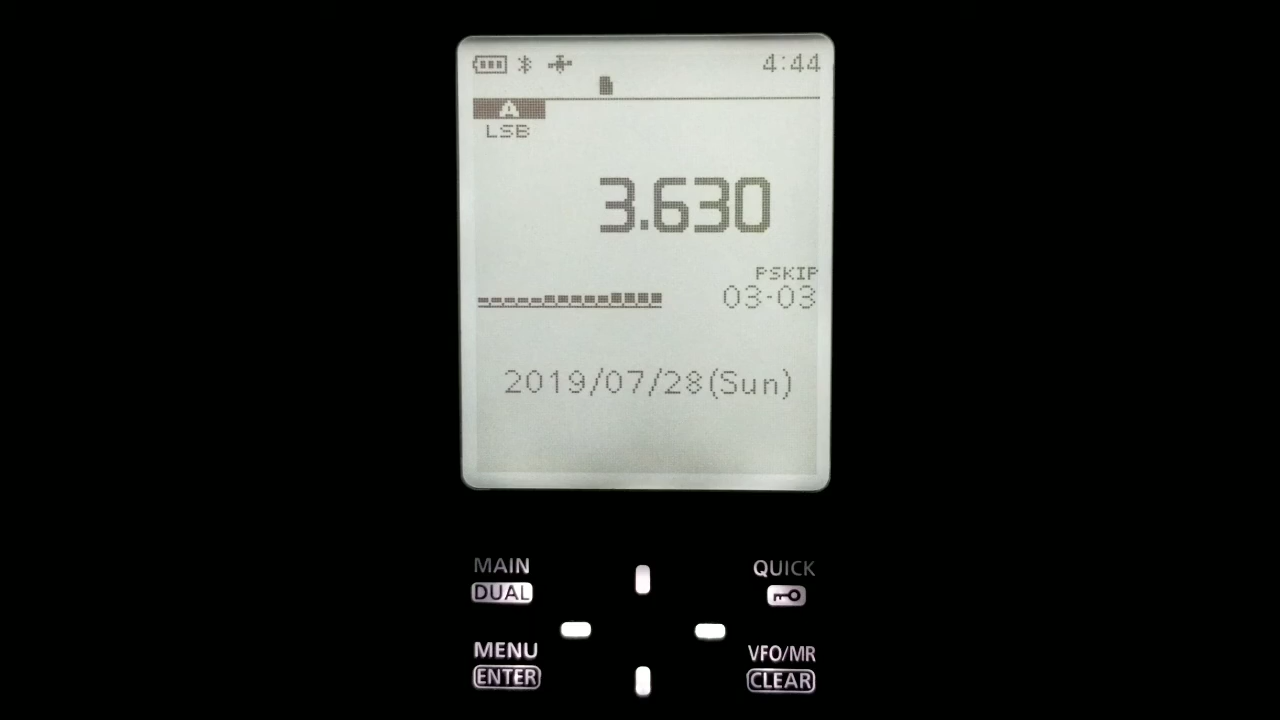 4:44
A
LSB
3.630
PSKIP
03-03
2019/07/28(Sun)
MAIN
DUAL
QUICK
MENU
ENTER
VFO/MR
CLEAR